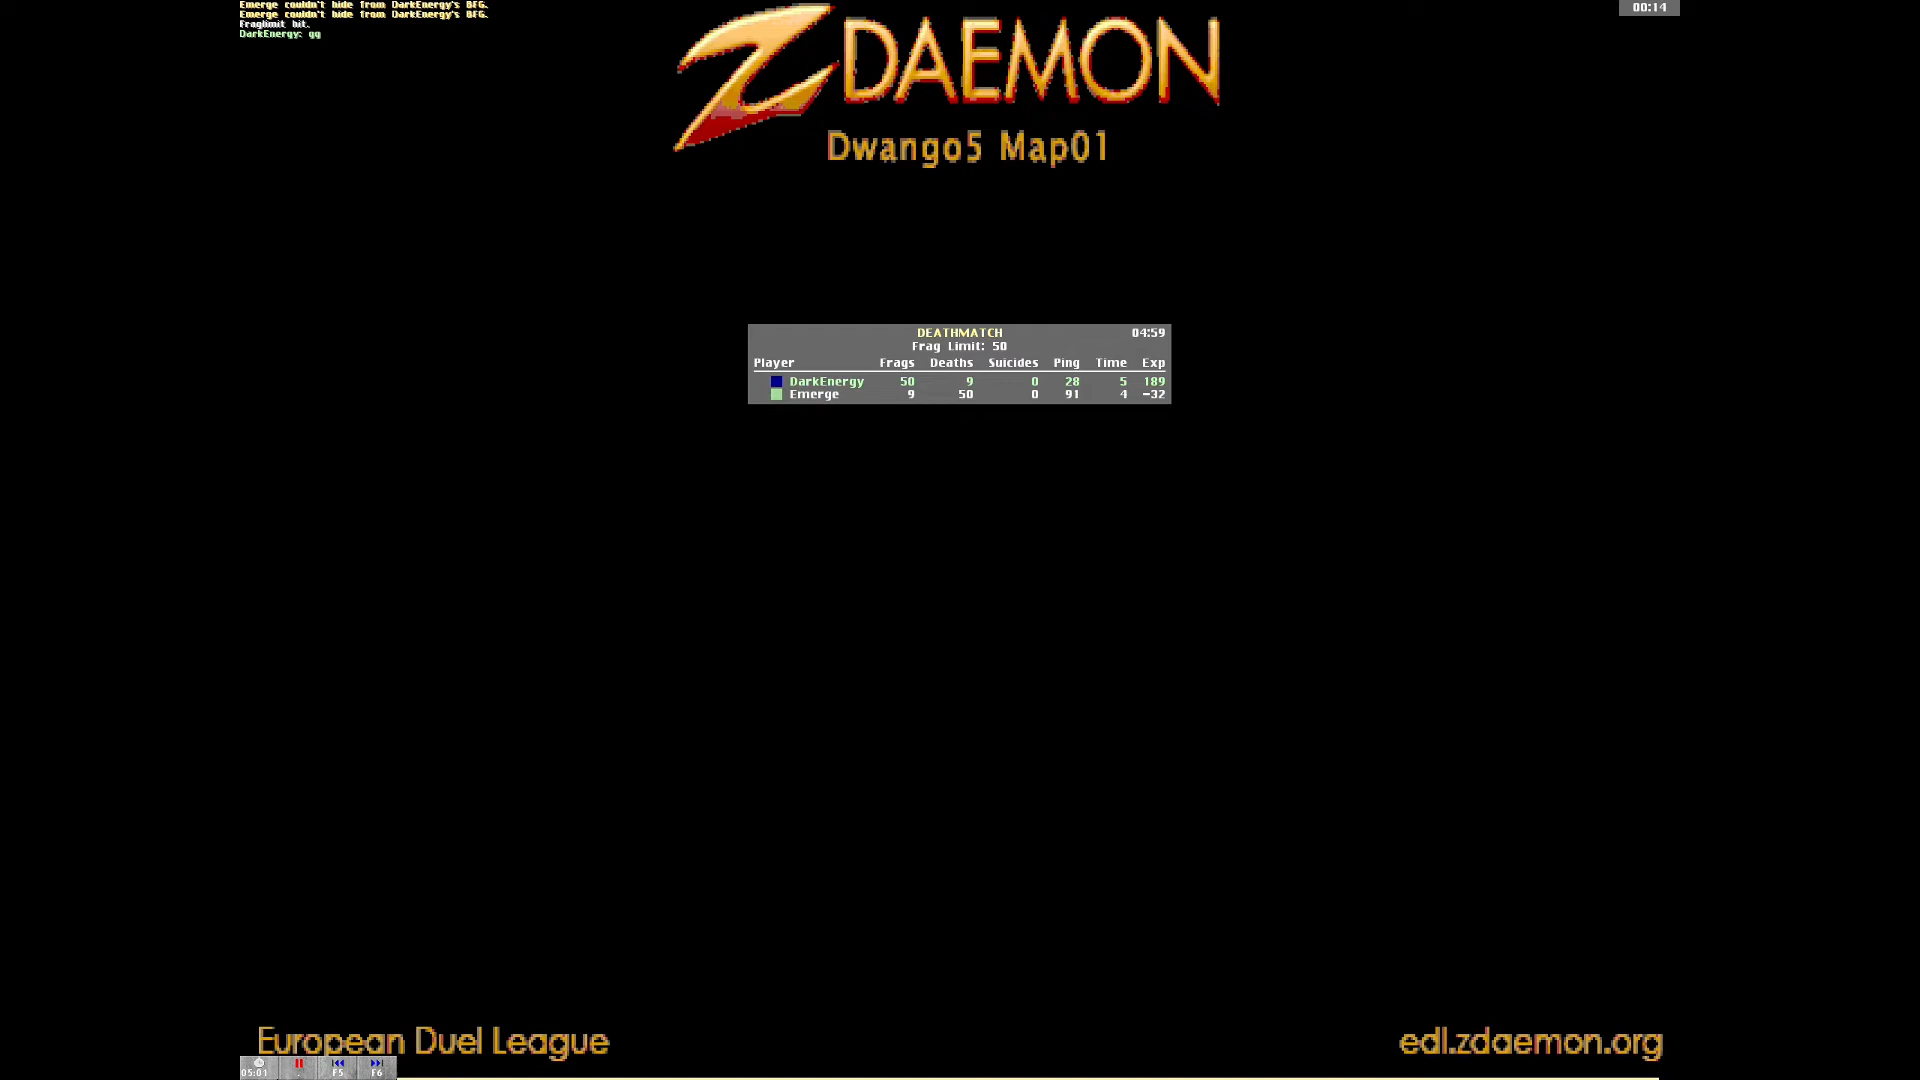 Emerge couldn't hide from DarkEnergy's BFG.
Emerge couldn't hide from DarkEnergy's BFG.
Fraglimit hit.
DarkEnergy: gg
00:14
ZDAEMON
Dwango5 Map01
DEATHMATCH 04:59
Frag Limit: 50
Player Frags Deaths Suicides Ping Time Exp
DarkEnergy 50 9 0 28 5 189
Emerge 9 50 0 91 4 -32
European Duel League
edl.zdaemon.org
05:01 . F5 F6